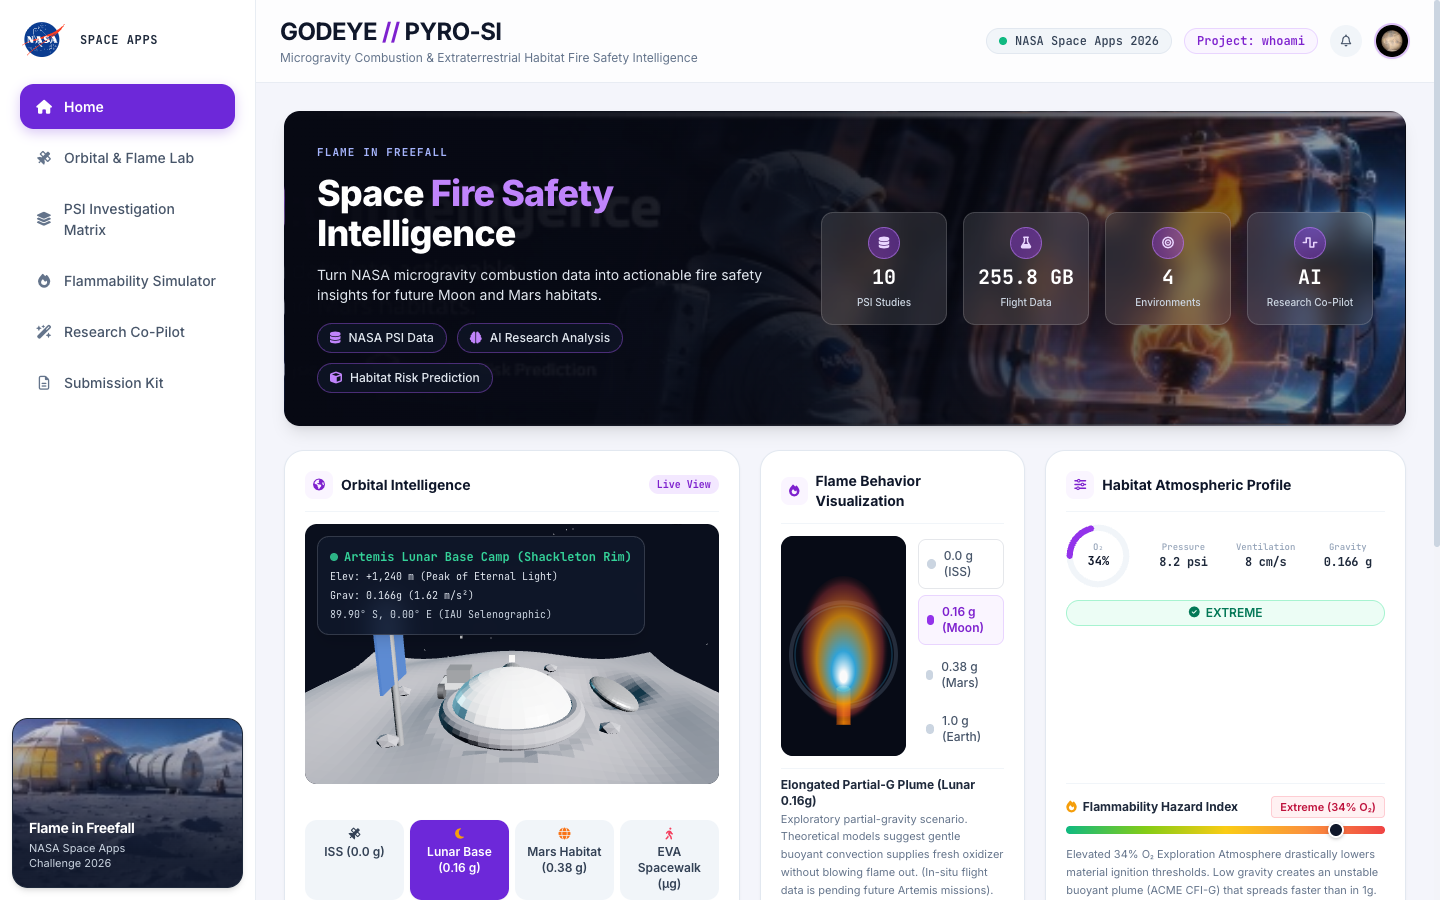 NASA
SPACE APPS
Home
Orbital & Flame Lab
PSI Investigation
Matrix
Flammability Simulator
Research Co-Pilot
Submission Kit
Flame in Freefall
NASA Space Apps
Challenge 2026
GODEYE // PYRO-SI
Microgravity Combustion & Extraterrestrial Habitat Fire Safety Intelligence
NASA Space Apps 2026
Project: whoami
FLAME IN FREEFALL
Space Fire Safety
Intelligence
Turn NASA microgravity combustion data into actionable fire safety
insights for future Moon and Mars habitats.
NASA PSI Data
AI Research Analysis
Habitat Risk Prediction
10
PSI Studies
255.8 GB
Flight Data
4
Environments
AI
Research Co-Pilot
Orbital Intelligence
Live View
Artemis Lunar Base Camp (Shackleton Rim)
Elev: +1,240 m (Peak of Eternal Light)
Grav: 0.166g (1.62 m/s²)
89.90° S, 0.00° E (IAU Selenographic)
ISS (0.0 g)
Lunar Base
(0.16 g)
Mars Habitat
(0.38 g)
EVA
Spacewalk
(µg)
Flame Behavior
Visualization
0.0 g
(ISS)
0.16 g
(Moon)
0.38 g
(Mars)
1.0 g
(Earth)
Elongated Partial-G Plume (Lunar
0.16g)
Exploratory partial-gravity scenario.
Theoretical models suggest gentle
buoyant convection supplies fresh oxidizer
without blowing flame out. (In-situ flight
data is pending future Artemis missions).
Habitat Atmospheric Profile
O₂
34%
Pressure
8.2 psi
Ventilation
8 cm/s
Gravity
0.166 g
EXTREME
Flammability Hazard Index
Extreme (34% O₂)
Elevated 34% O₂ Exploration Atmosphere drastically lowers
material ignition thresholds. Low gravity creates an unstable
buoyant plume (ACME CFI-G) that spreads faster than in 1g.